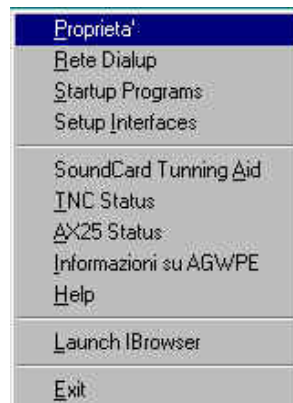 Proprieta'
Rete Dialup
Startup Programs
Setup Interfaces
SoundCard Tunning Aid
TNC Status
AX25 Status
Informazioni su AGWPE
Help
Launch IBrowser
Exit